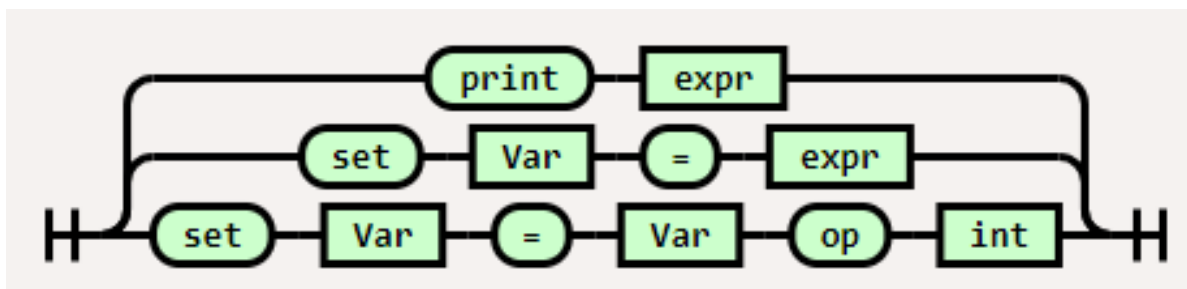 print expr
set Var = expr
set Var = Var op int